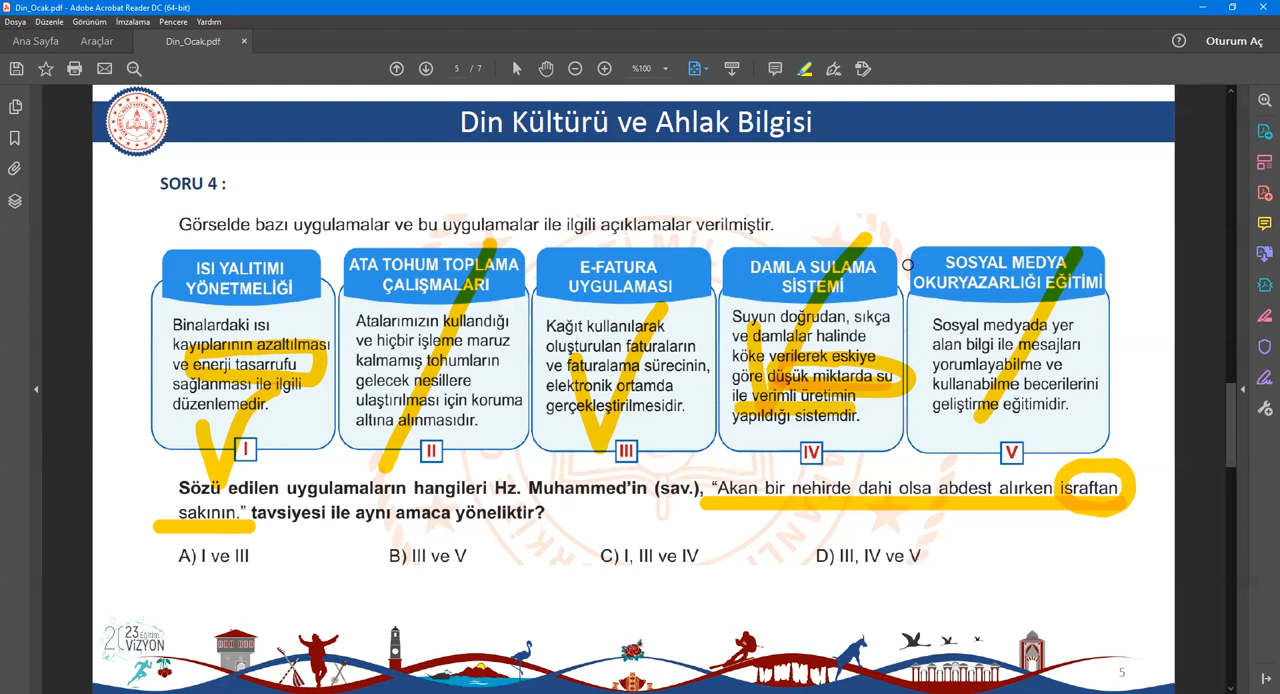 Din_Ocak.pdf - Adobe Acrobat Reader DC (64-bit)
Dosya Düzenle Görünüm İmzalama Pencere Yardım
Ana Sayfa Araçlar Din_Ocak.pdf × Oturum Aç
5 / 7 %100
Din Kültürü ve Ahlak Bilgisi
SORU 4 :
Görselde bazı uygulamalar ve bu uygulamalar ile ilgili açıklamalar verilmiştir.
ISI YALITIMI
YÖNETMELİĞİ
Binalardaki ısı
kayıplarının azaltılması
ve enerji tasarrufu
sağlanması ile ilgili
düzenlemedir.
I
ATA TOHUM TOPLAMA
ÇALIŞMALARI
Atalarımızın kullandığı
ve hiçbir işleme maruz
kalmamış tohumların
gelecek nesillere
ulaştırılması için koruma
altına alınmasıdır.
II
E-FATURA
UYGULAMASI
Kağıt kullanılarak
oluşturulan faturaların
ve faturalama sürecinin,
elektronik ortamda
gerçekleştirilmesidir.
III
DAMLA SULAMA
SİSTEMİ
Suyun doğrudan, sıkça
ve damlalar halinde
köke verilerek eskiye
göre düşük miktarda su
ile verimli üretimin
yapıldığı sistemdir.
IV
SOSYAL MEDYA
OKURYAZARLIĞI EĞİTİMİ
Sosyal medyada yer
alan bilgi ile mesajları
yorumlayabilme ve
kullanabilme becerilerini
geliştirme eğitimidir.
V
Sözü edilen uygulamaların hangileri Hz. Muhammed’in (sav.), “Akan bir nehirde dahi olsa abdest alırken israftan
sakının.” tavsiyesi ile aynı amaca yöneliktir?
A) I ve III B) III ve V C) I, III ve IV D) III, IV ve V
2023 Eğitim
VİZYON
5